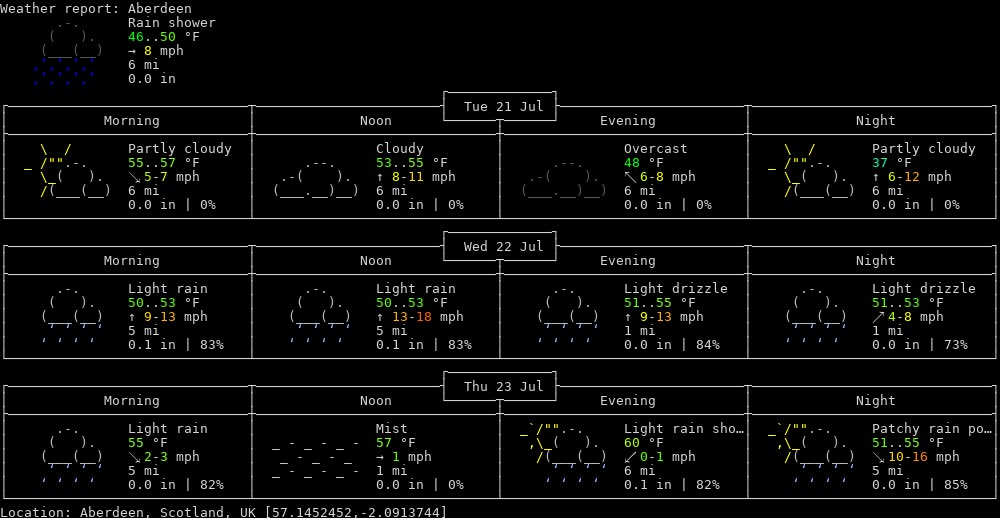 Weather report: Aberdeen
Rain shower
46..50 °F
→ 8 mph
6 mi
0.0 in
Tue 21 Jul
Morning Noon Evening Night
Partly cloudy Cloudy Overcast Partly cloudy
55..57 °F 53..55 °F 48 °F 37 °F
↘ 5-7 mph ↑ 8-11 mph ↖ 6-8 mph ↑ 6-12 mph
6 mi 6 mi 6 mi 6 mi
0.0 in | 0% 0.0 in | 0% 0.0 in | 0% 0.0 in | 0%
Wed 22 Jul
Morning Noon Evening Night
Light rain Light rain Light drizzle Light drizzle
50..53 °F 50..53 °F 51..55 °F 51..53 °F
↑ 9-13 mph ↑ 13-18 mph ↑ 9-13 mph ↗ 4-8 mph
5 mi 5 mi 1 mi 1 mi
0.1 in | 83% 0.1 in | 83% 0.0 in | 84% 0.0 in | 73%
Thu 23 Jul
Morning Noon Evening Night
Light rain Mist Light rain sho… Patchy rain po…
55 °F 57 °F 60 °F 51..55 °F
↘ 2-3 mph → 1 mph ↙ 0-1 mph ↘ 10-16 mph
5 mi 1 mi 6 mi 5 mi
0.0 in | 82% 0.0 in | 0% 0.1 in | 82% 0.0 in | 85%
Location: Aberdeen, Scotland, UK [57.1452452,-2.0913744]